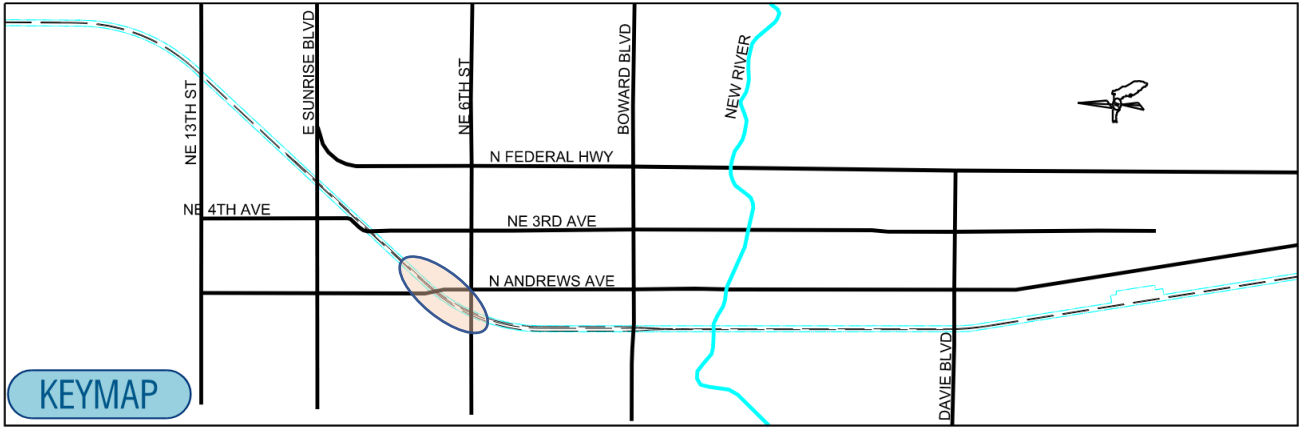 NE 13TH ST
E SUNRISE BLVD
NE 6TH ST
BOWARD BLVD
NEW RIVER
N FEDERAL HWY
NE 4TH AVE
NE 3RD AVE
N ANDREWS AVE
DAVIE BLVD
KEYMAP